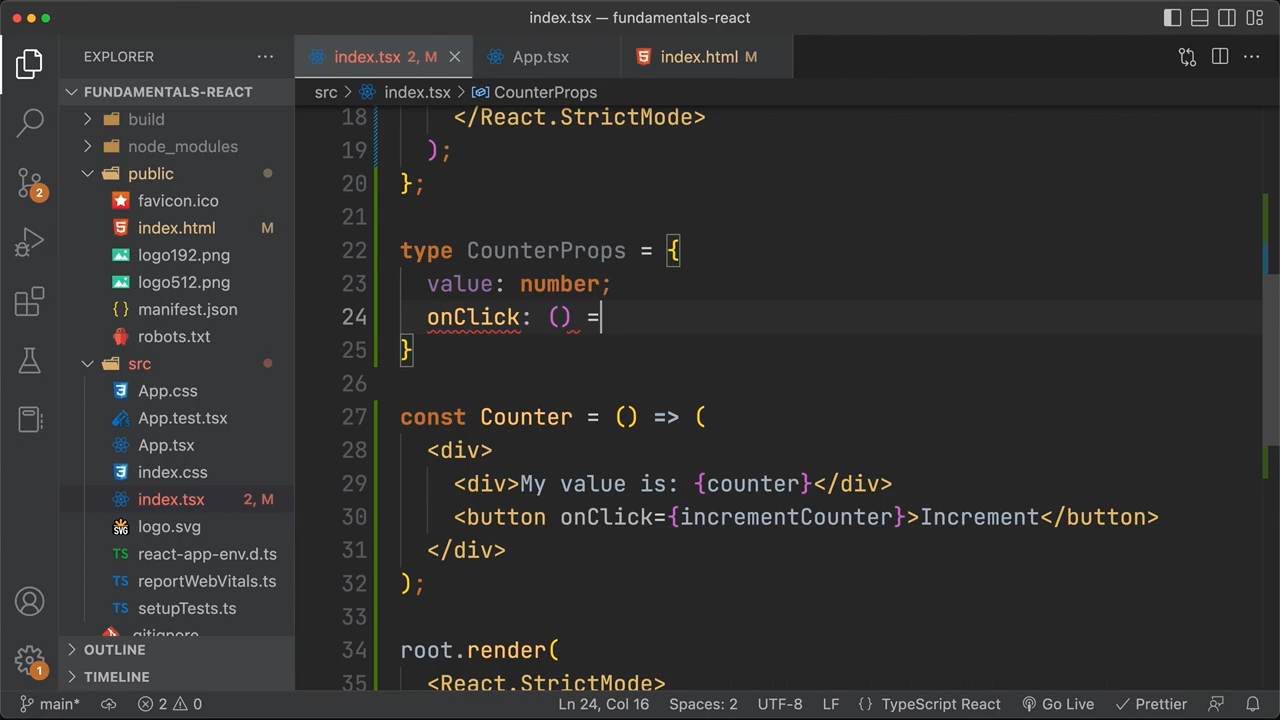 index.tsx — fundamentals-react
EXPLORER
index.tsx 2, M
App.tsx
index.html M
FUNDAMENTALS-REACT
src > index.tsx > CounterProps
build
node_modules
public
favicon.ico
index.html M
logo192.png
logo512.png
manifest.json
robots.txt
src
App.css
App.test.tsx
App.tsx
index.css
index.tsx 2, M
logo.svg
react-app-env.d.ts
reportWebVitals.ts
setupTests.ts
.gitignore
OUTLINE
TIMELINE
18 </React.StrictMode>
19 );
20 };
21
22 type CounterProps = {
23 value: number;
24 onClick: () =
25 }
26
27 const Counter = () => (
28 <div>
29 <div>My value is: {counter}</div>
30 <button onClick={incrementCounter}>Increment</button>
31 </div>
32 );
33
34 root.render(
35 <React.StrictMode>
2
1
main*
2 0
Ln 24, Col 16
Spaces: 2
UTF-8
LF
{} TypeScript React
Go Live
Prettier